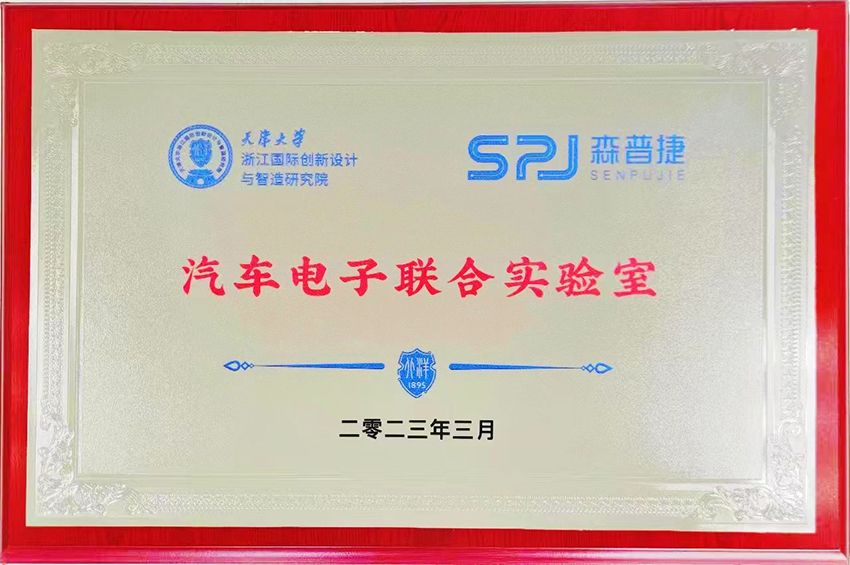 天津大学
浙江国际创新设计
与智造研究院
SPJ 森普捷
SENPUJIE
汽车电子联合实验室
北洋
1895
二零二三年三月